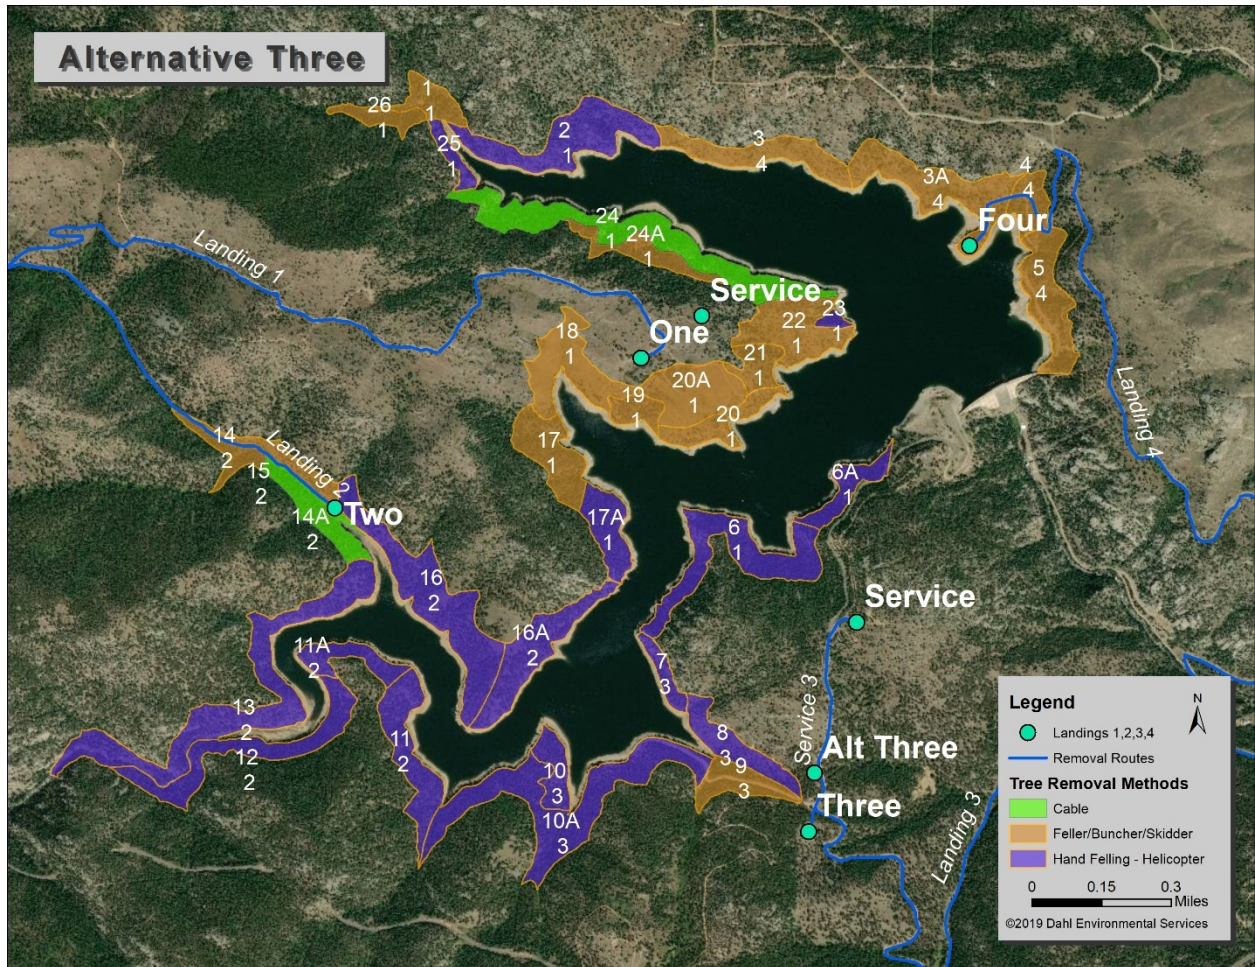 Alternative Three
1
1
26
1
2
1
25
1
3
4
3A
4
4
4
Four
5
4
24
1
24A
1
Service
One
Landing 1
23
1
22
1
21
1
20A
1
20
1
19
1
18
1
17
1
17A
1
Landing 4
14
2
Landing 2
15
2
14A
2
Two
16
2
16A
2
6A
1
6
1
Service
11A
2
13
2
12
2
11
2
7
3
8
3
9
3
10
3
10A
3
Service 3
Alt Three
Three
Landing 3
Legend
N
Landings 1,2,3,4
Removal Routes
Tree Removal Methods
Cable
Feller/Buncher/Skidder
Hand Felling - Helicopter
0 0.15 0.3
Miles
©2019 Dahl Environmental Services